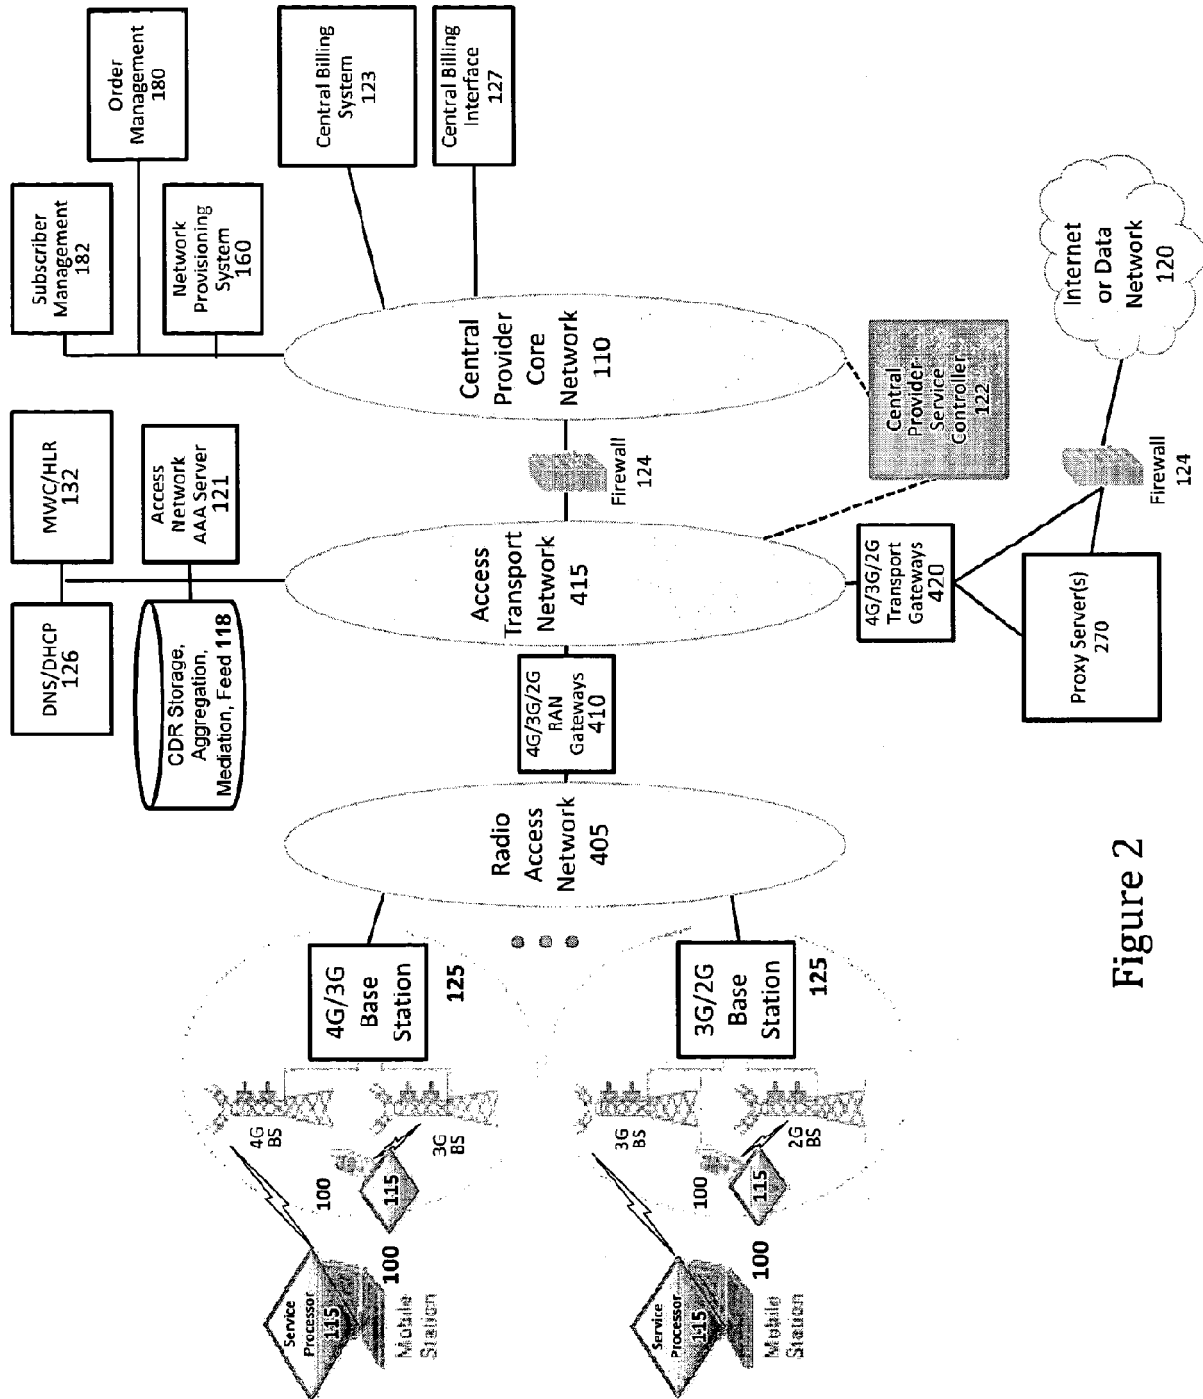 Subscriber
Management
182
Order
Management
180
Network
Provisioning
System
160
Central Billing
System
123
Central Billing
Interface
127
MWC/HLR
132
Access
Network
AAA Server
121
DNS/DHCP
126
CDR Storage,
Aggregation,
Mediation, Feed 118
Central
Provider
Core
Network
110
Firewall
124
Access
Transport
Network
415
4G/3G/2G
RAN
Gateways
410
Radio
Access
Network
405
Central
Provider
Service
Controller
122
4G/3G/2G
Transport
Gateways
420
Proxy Server(s)
270
Firewall
124
Internet
or Data
Network
120
4G/3G
Base
Station
125
3G/2G
Base
Station
125
4G
BS
3G
BS
100
115
Service
Processor
115
100
Mobile
Station
3G
BS
2G
BS
100
115
Service
Processor
115
100
Mobile
Station
Figure 2